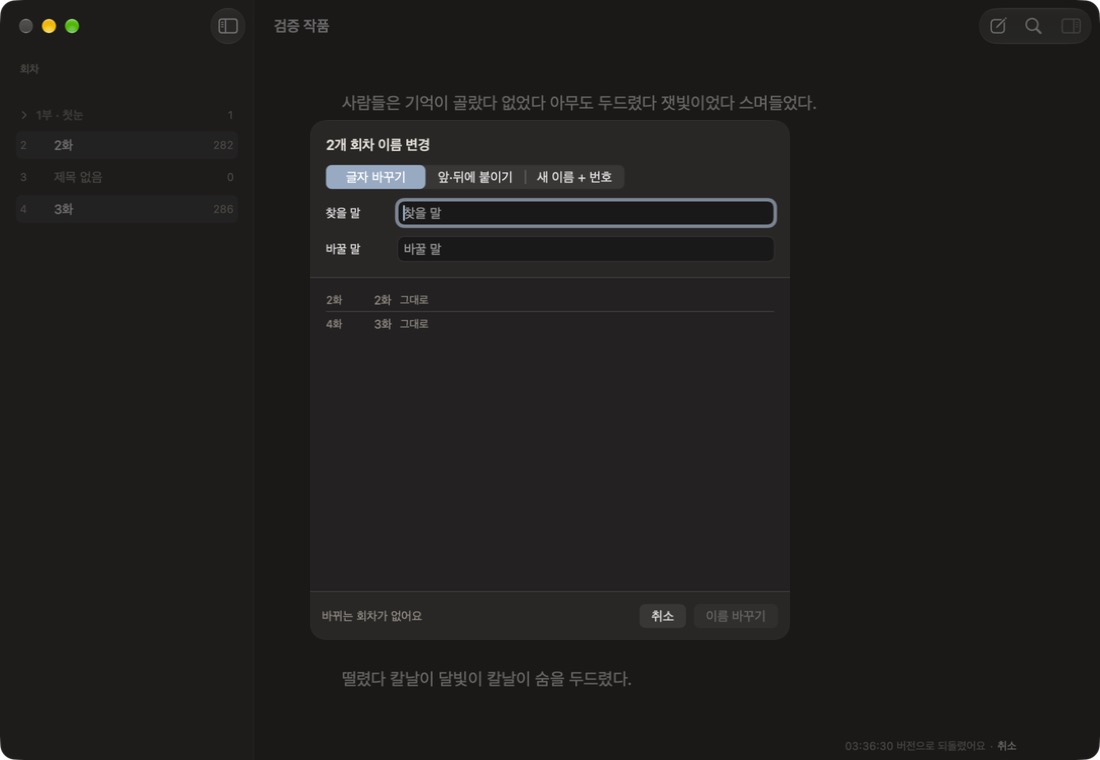 검증 작품
회차
1부 · 첫눈 1
2 2화 282
3 제목 없음 0
4 3화 286
사람들은 기억이 골랐다 없었다 아무도 두드렸다 잿빛이었다 스며들었다.
2개 회차 이름 변경
글자 바꾸기 앞·뒤에 붙이기 새 이름 + 번호
찾을 말 찾을 말
바꿀 말 바꿀 말
2화 2화 그대로
4화 3화 그대로
바뀌는 회차가 없어요 취소 이름 바꾸기
떨렸다 칼날이 달빛이 칼날이 숨을 두드렸다.
03:36:30 버전으로 되돌렸어요 · 취소